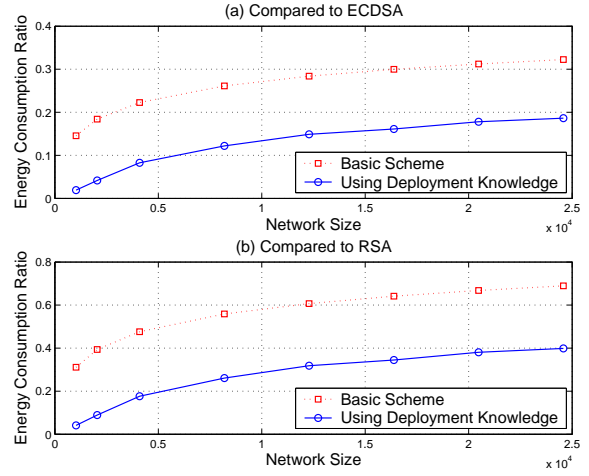 (a) Compared to ECDSA
0.4
0.3
0.2
0.1
0
Energy Consumption Ratio
Basic Scheme
Using Deployment Knowledge
0 0.5 1 1.5 2 2.5
Network Size
x 10^4
(b) Compared to RSA
0.8
0.6
0.4
0.2
0
Energy Consumption Ratio
Basic Scheme
Using Deployment Knowledge
0 0.5 1 1.5 2 2.5
Network Size
x 10^4